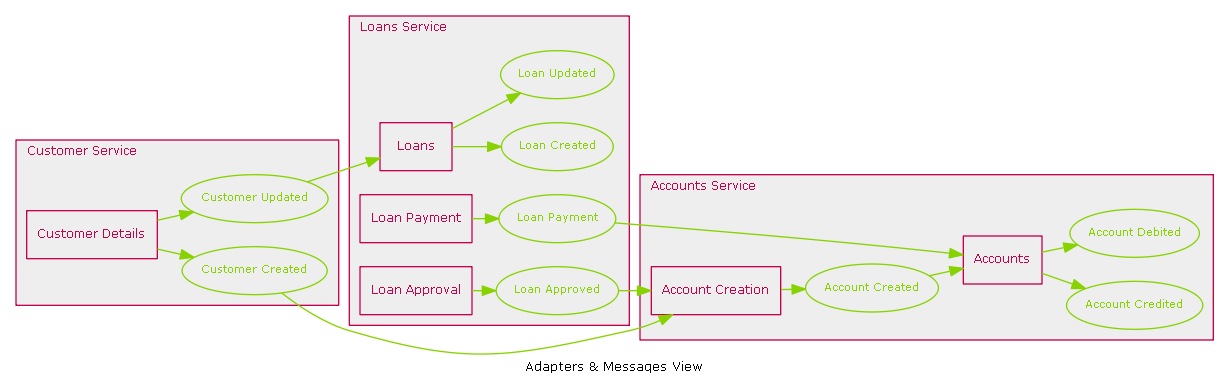 Loans Service
Loan Updated
Loans
Loan Created
Customer Service
Customer Updated
Customer Details
Customer Created
Loan Payment
Loan Payment
Loan Approval
Loan Approved
Accounts Service
Account Debited
Accounts
Account Creation
Account Created
Account Credited
Adapters & Messages View